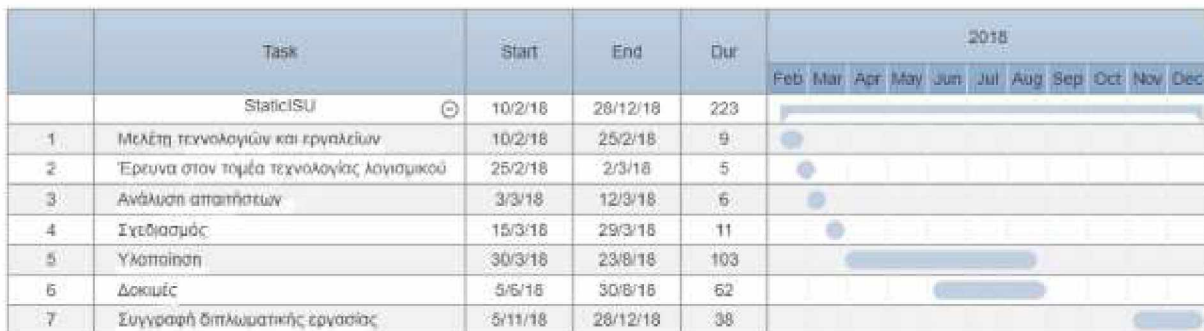 Task Start End Dur 2018
Feb Mar Apr May Jun Jul Aug Sep Oct Nov Dec
StaticISU 10/2/18 28/12/18 223
1 Μελέτη τεχνολογιών και εργαλείων 10/2/18 25/2/18 9
2 Έρευνα στον τομέα τεχνολογίας λογισμικού 25/2/18 2/3/18 5
3 Ανάλυση απαιτήσεων 3/3/18 12/3/18 6
4 Σχεδιασμός 15/3/18 29/3/18 11
5 Υλοποίηση 30/3/18 23/8/18 103
6 Δοκιμές 5/6/18 30/8/18 62
7 Συγγραφή διπλωματικής εργασίας 5/11/18 28/12/18 38